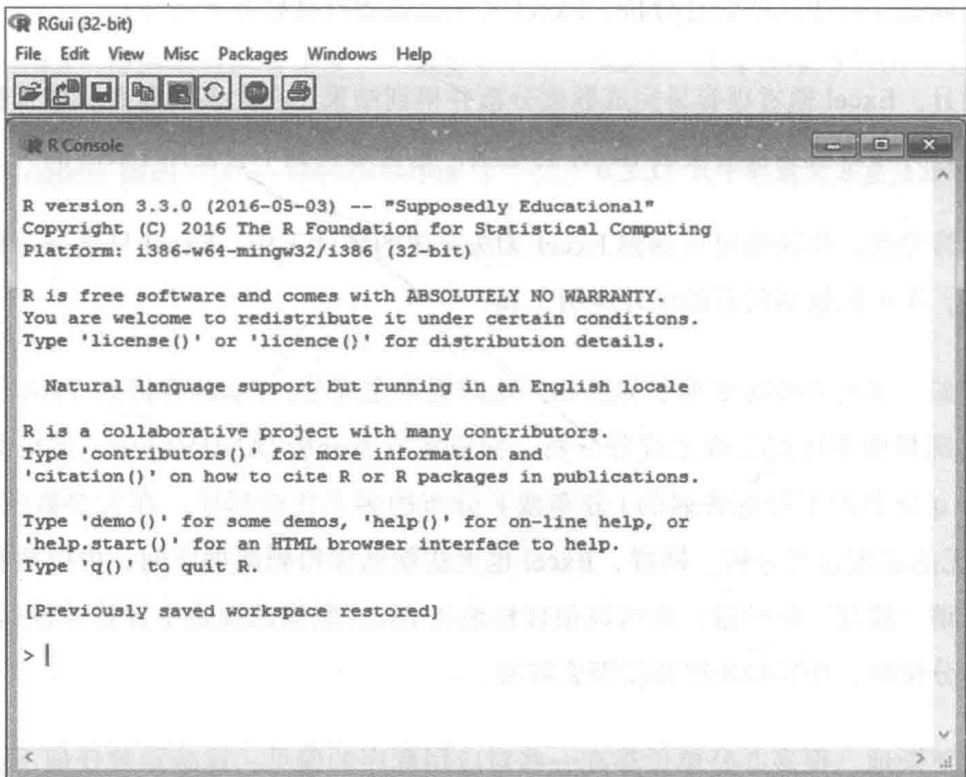 RGui (32-bit)
File Edit View Misc Packages Windows Help
R Console
R version 3.3.0 (2016-05-03) -- "Supposedly Educational"
Copyright (C) 2016 The R Foundation for Statistical Computing
Platform: i386-w64-mingw32/i386 (32-bit)
R is free software and comes with ABSOLUTELY NO WARRANTY.
You are welcome to redistribute it under certain conditions.
Type 'license()' or 'licence()' for distribution details.
Natural language support but running in an English locale
R is a collaborative project with many contributors.
Type 'contributors()' for more information and
'citation()' on how to cite R or R packages in publications.
Type 'demo()' for some demos, 'help()' for on-line help, or
'help.start()' for an HTML browser interface to help.
Type 'q()' to quit R.
[Previously saved workspace restored]
>